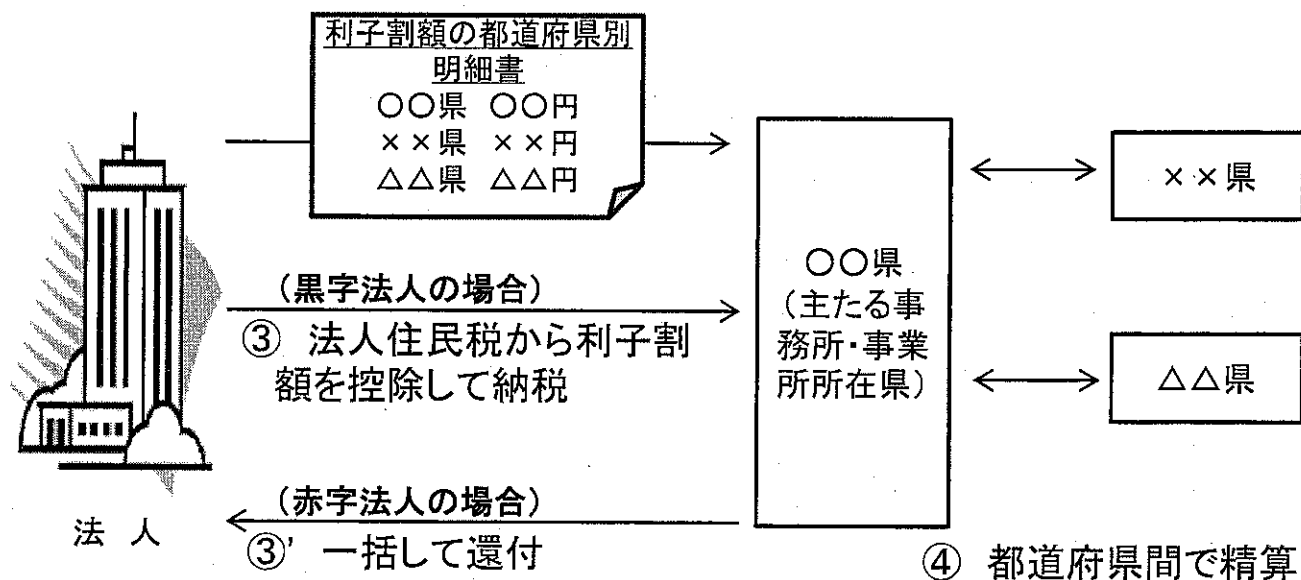 利子割額の都道府県別
明細書
○○県 ○○円
××県 ××円
△△県 △△円
(黒字法人の場合)
③ 法人住民税から利子割
額を控除して納税
(赤字法人の場合)
③' 一括して還付
法 人
○○県
(主たる事
務所・事業
所所在県)
××県
△△県
④ 都道府県間で精算